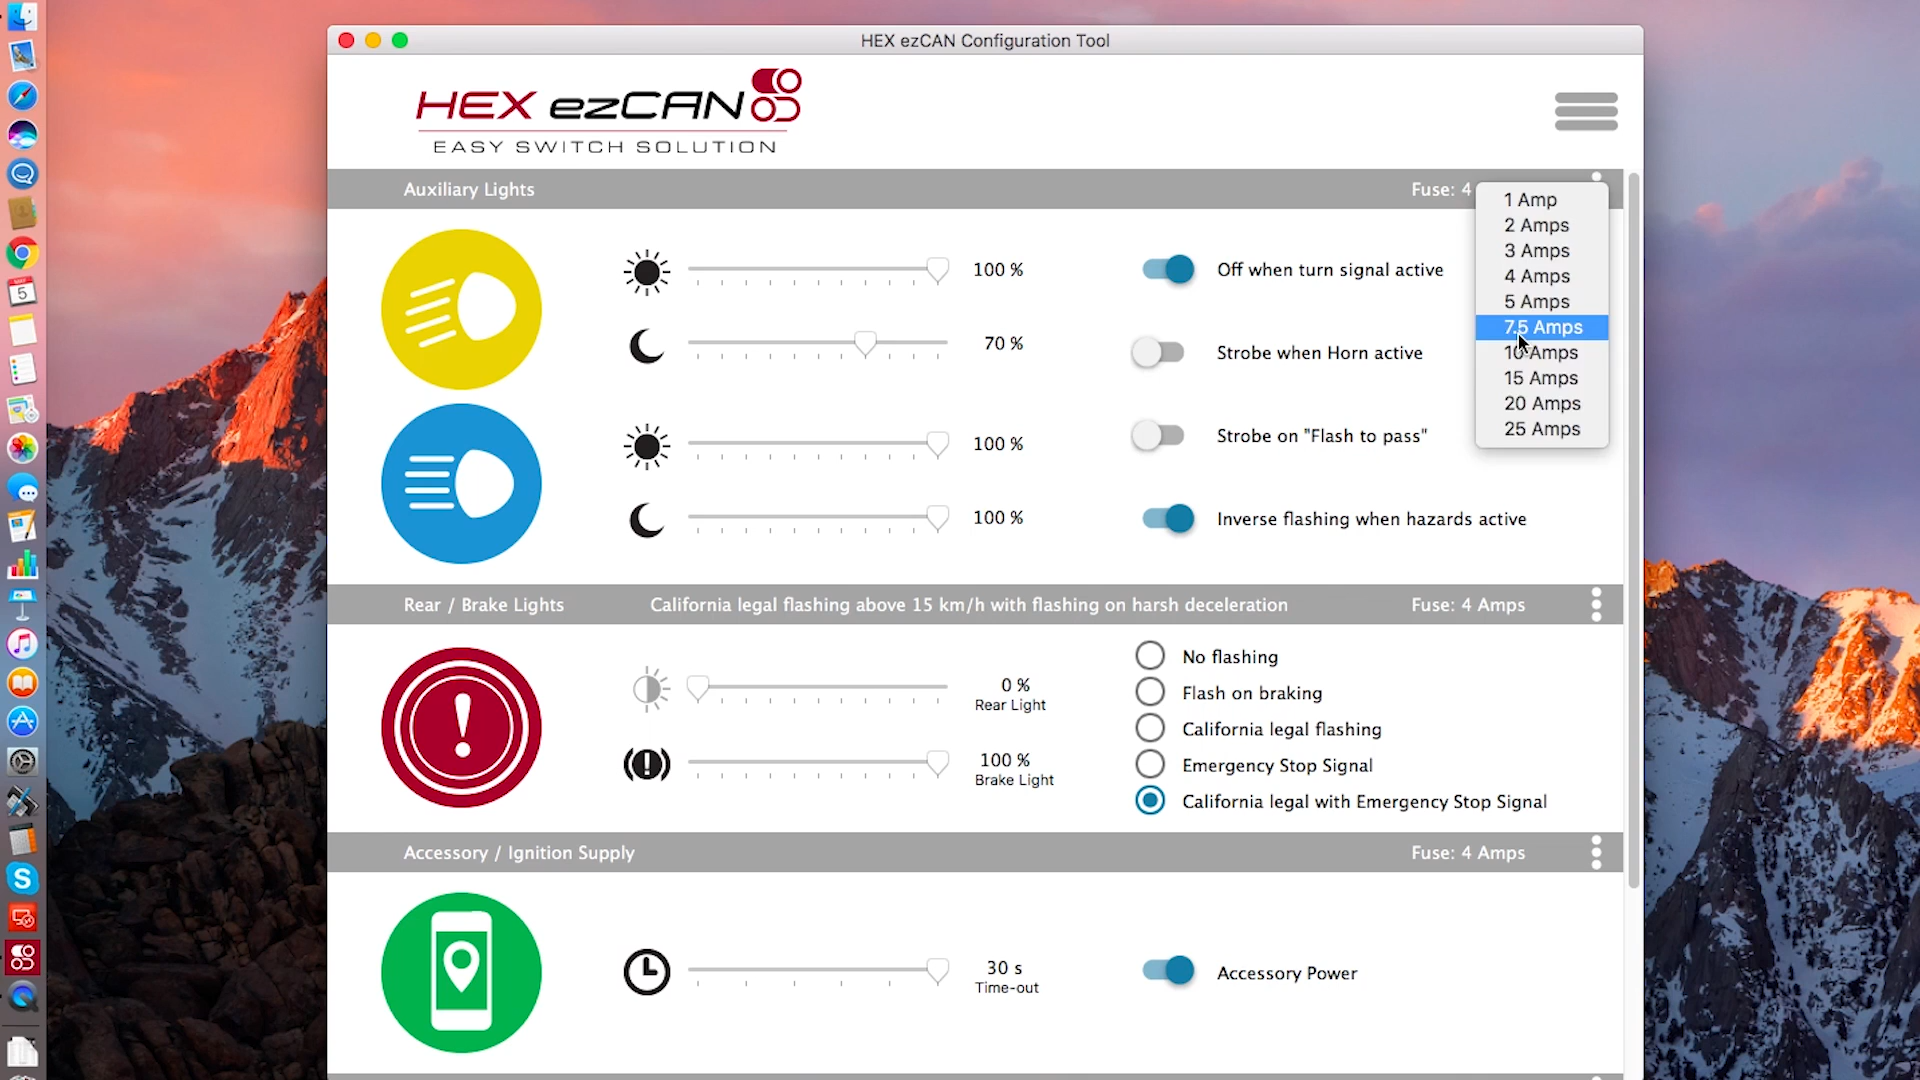 HEX ezCAN Configuration Tool
HEX ezCAN
EASY SWITCH SOLUTION
Auxiliary Lights
Fuse: 4
1 Amp
2 Amps
3 Amps
4 Amps
5 Amps
7.5 Amps
10 Amps
15 Amps
20 Amps
25 Amps
100 %
Off when turn signal active
70 %
Strobe when Horn active
100 %
Strobe on "Flash to pass"
100 %
Inverse flashing when hazards active
Rear / Brake Lights
California legal flashing above 15 km/h with flashing on harsh deceleration
Fuse: 4 Amps
0 %
Rear Light
100 %
Brake Light
No flashing
Flash on braking
California legal flashing
Emergency Stop Signal
California legal with Emergency Stop Signal
Accessory / Ignition Supply
Fuse: 4 Amps
30 s
Time-out
Accessory Power
5